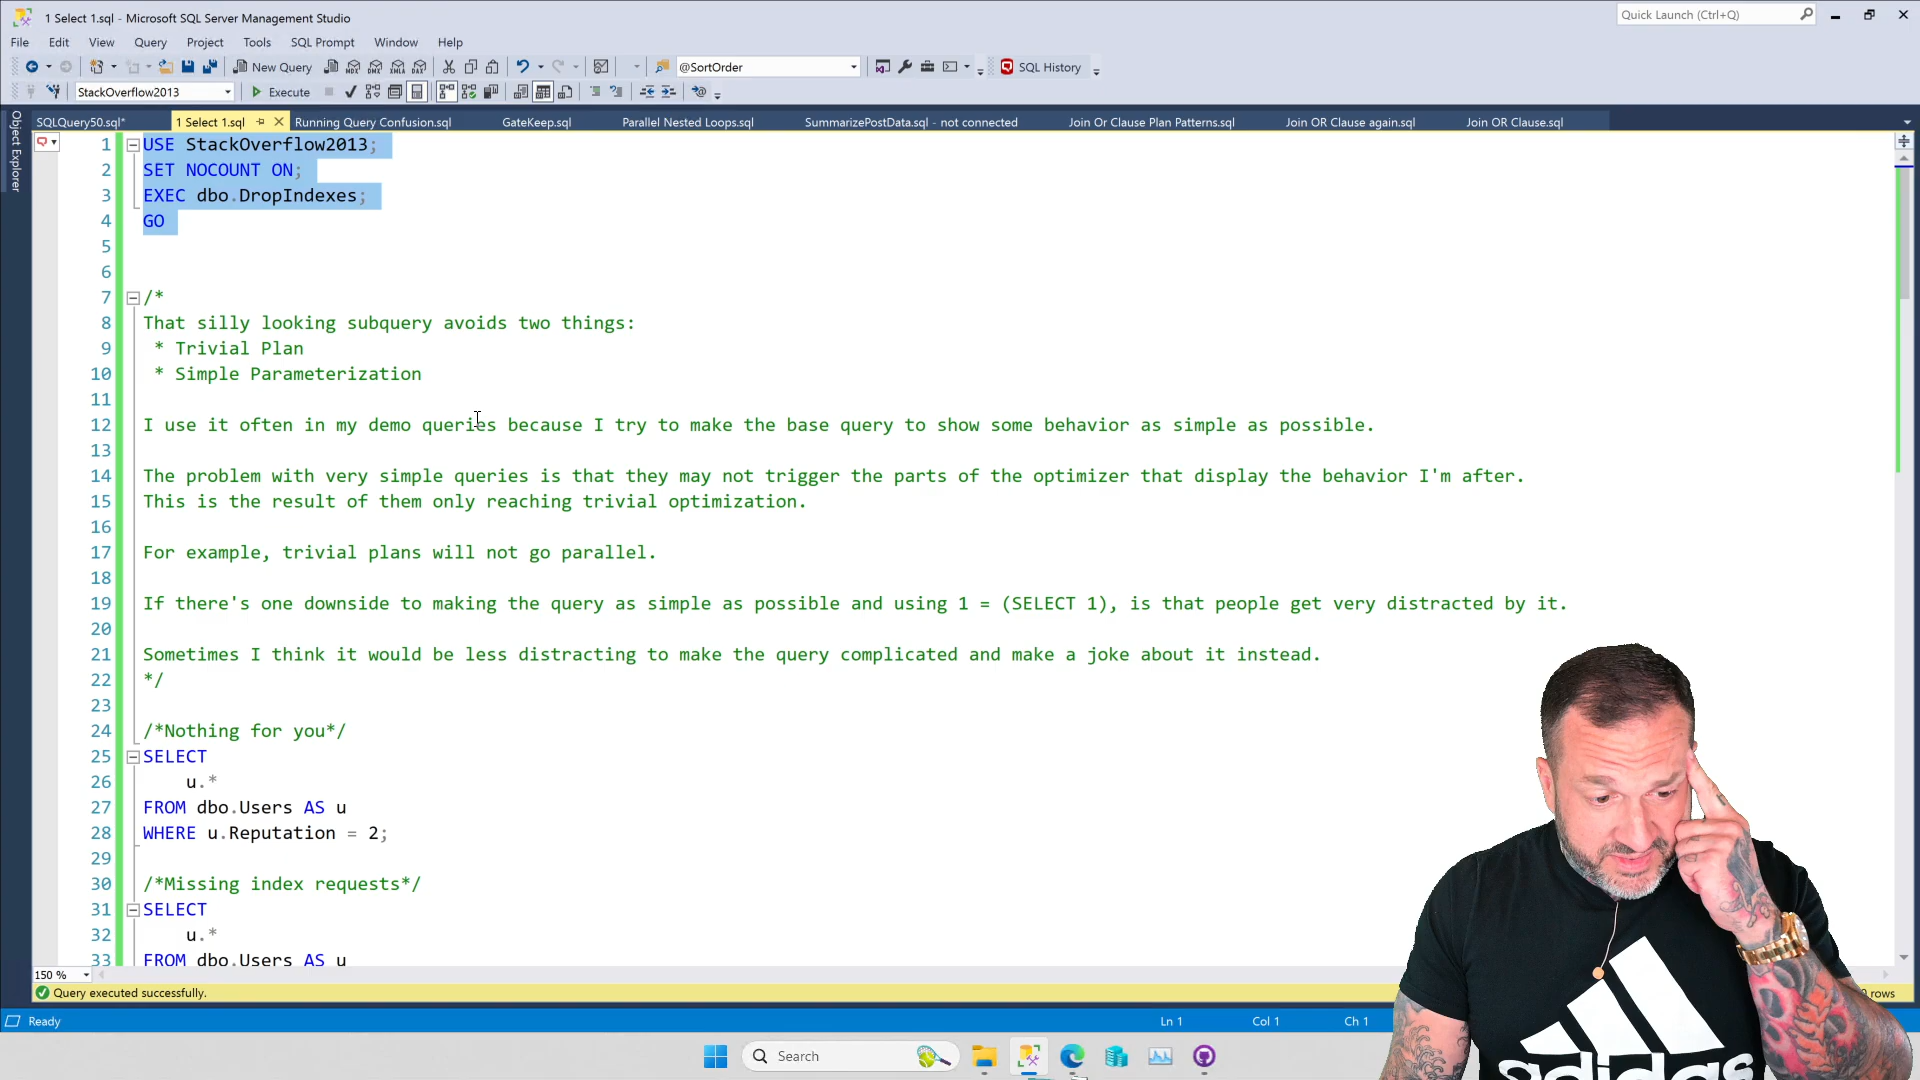 1 Select 1.sql - Microsoft SQL Server Management Studio
Quick Launch (Ctrl+Q)
File Edit View Query Project Tools SQL Prompt Window Help
New Query
@SortOrder
SQL History
StackOverflow2013
Execute
SQLQuery50.sql*
1 Select 1.sql
Running Query Confusion.sql
GateKeep.sql
Parallel Nested Loops.sql
SummarizePostData.sql - not connected
Join Or Clause Plan Patterns.sql
Join OR Clause again.sql
Join OR Clause.sql
Object Explorer
1 USE StackOverflow2013;
2 SET NOCOUNT ON;
3 EXEC dbo.DropIndexes;
4 GO
5
6
7 /*
8 That silly looking subquery avoids two things:
9 * Trivial Plan
10 * Simple Parameterization
11
12 I use it often in my demo queries because I try to make the base query to show some behavior as simple as possible.
13
14 The problem with very simple queries is that they may not trigger the parts of the optimizer that display the behavior I'm after.
15 This is the result of them only reaching trivial optimization.
16
17 For example, trivial plans will not go parallel.
18
19 If there's one downside to making the query as simple as possible and using 1 = (SELECT 1), is that people get very distracted by it.
20
21 Sometimes I think it would be less distracting to make the query complicated and make a joke about it instead.
22 */
23
24 /*Nothing for you*/
25 SELECT
26 u.*
27 FROM dbo.Users AS u
28 WHERE u.Reputation = 2;
29
30 /*Missing index requests*/
31 SELECT
32 u.*
33 FROM dbo.Users AS u
150 %
Query executed successfully.
rows
Ready
Ln 1
Col 1
Ch 1
Search
adidas